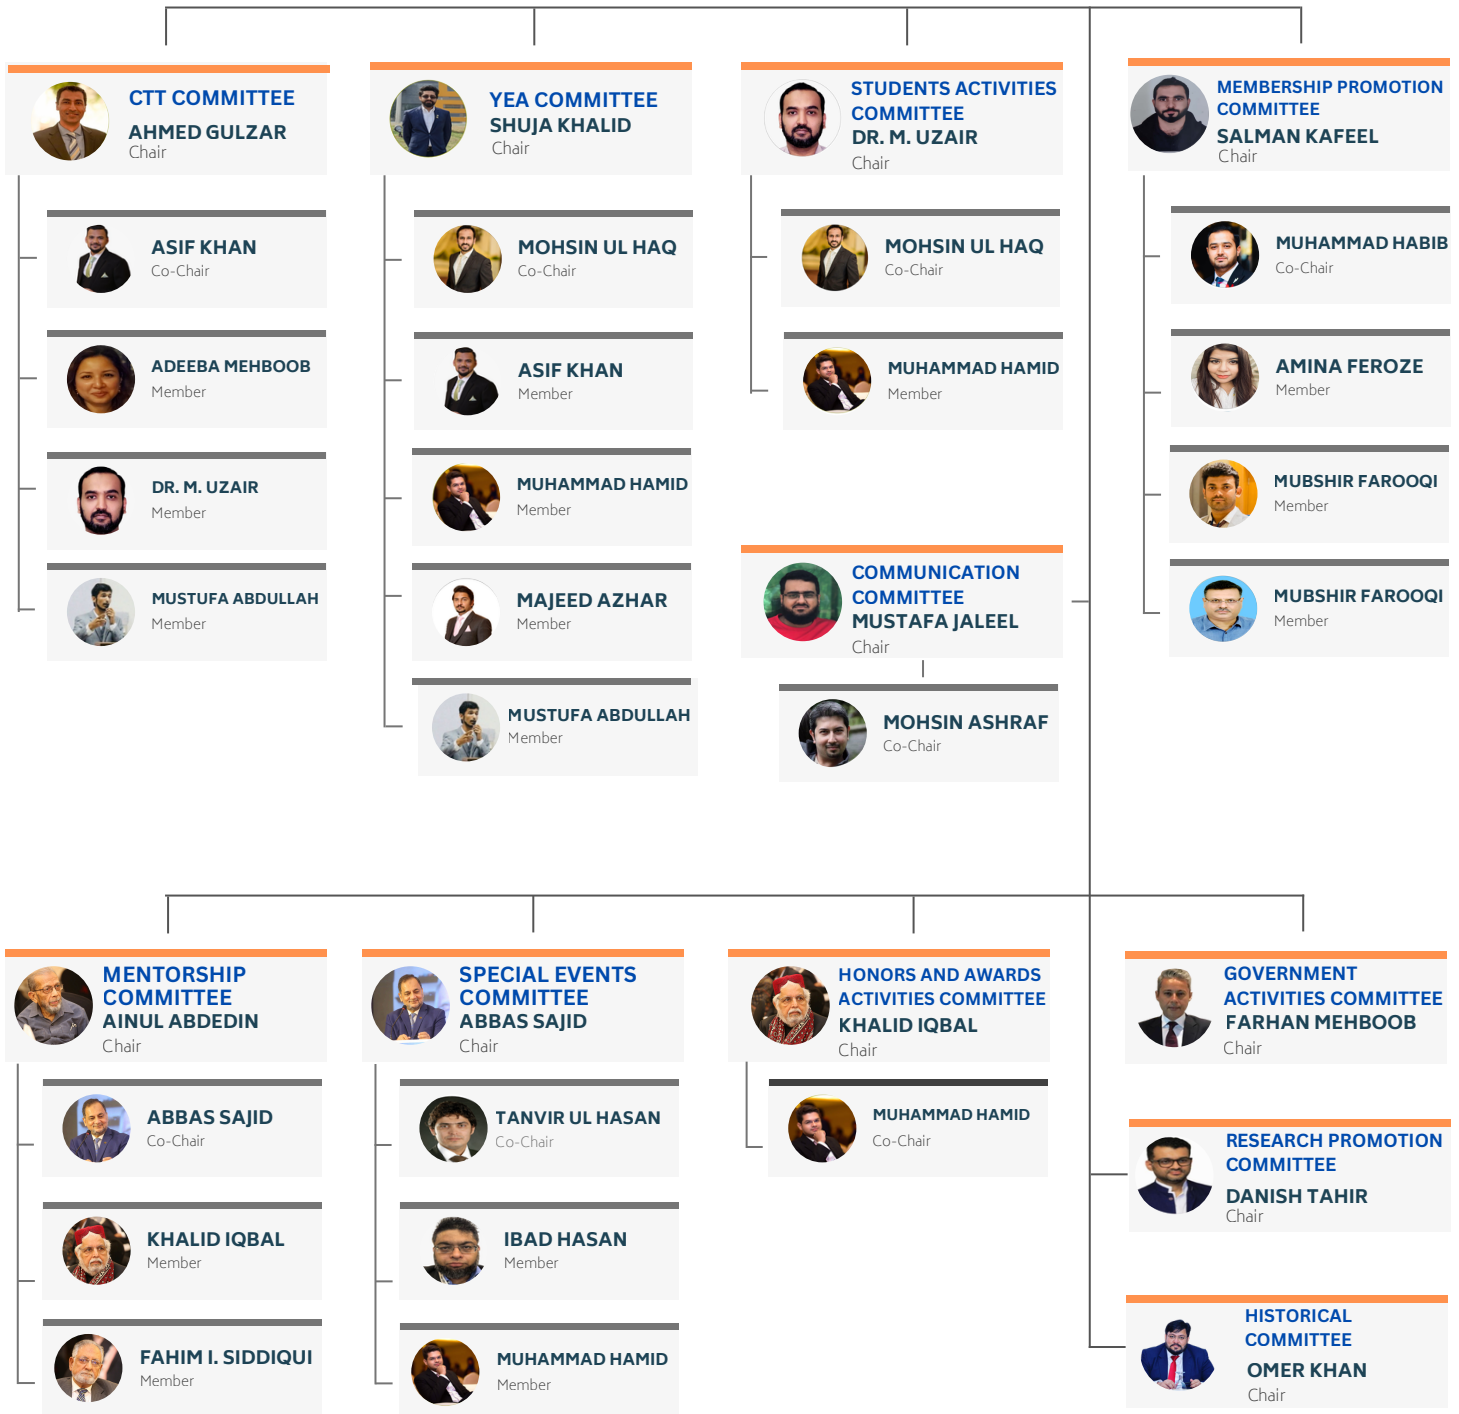 CTT COMMITTEE
AHMED GULZAR
Chair
ASIF KHAN
Co-Chair
ADEEBA MEHBOOB
Member
DR. M. UZAIR
Member
MUSTUFA ABDULLAH
Member
YEA COMMITTEE
SHUJA KHALID
Chair
MOHSIN UL HAQ
Co-Chair
ASIF KHAN
Member
MUHAMMAD HAMID
Member
MAJEED AZHAR
Member
MUSTUFA ABDULLAH
Member
STUDENTS ACTIVITIES
COMMITTEE
DR. M. UZAIR
Chair
MOHSIN UL HAQ
Co-Chair
MUHAMMAD HAMID
Member
COMMUNICATION
COMMITTEE
MUSTAFA JALEEL
Chair
MOHSIN ASHRAF
Co-Chair
MEMBERSHIP PROMOTION
COMMITTEE
SALMAN KAFEEL
Chair
MUHAMMAD HABIB
Co-Chair
AMINA FEROZE
Member
MUBSHIR FAROOQI
Member
MUBSHIR FAROOQI
Member
MENTORSHIP
COMMITTEE
AINUL ABDEDIN
Chair
ABBAS SAJID
Co-Chair
KHALID IQBAL
Member
FAHIM I. SIDDIQUI
Member
SPECIAL EVENTS
COMMITTEE
ABBAS SAJID
Chair
TANVIR UL HASAN
Co-Chair
IBAD HASAN
Member
MUHAMMAD HAMID
Member
HONORS AND AWARDS
ACTIVITIES COMMITTEE
KHALID IQBAL
Chair
MUHAMMAD HAMID
Co-Chair
GOVERNMENT
ACTIVITIES COMMITTEE
FARHAN MEHBOOB
Chair
RESEARCH PROMOTION
COMMITTEE
DANISH TAHIR
Chair
HISTORICAL
COMMITTEE
OMER KHAN
Chair